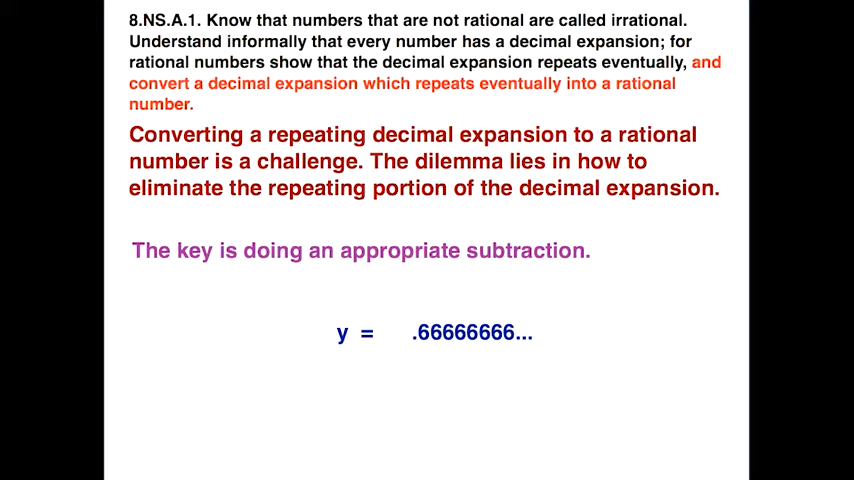 8.NS.A.1. Know that numbers that are not rational are called irrational.
Understand informally that every number has a decimal expansion; for
rational numbers show that the decimal expansion repeats eventually, and
convert a decimal expansion which repeats eventually into a rational
number.
Converting a repeating decimal expansion to a rational
number is a challenge. The dilemma lies in how to
eliminate the repeating portion of the decimal expansion.
The key is doing an appropriate subtraction.
y = .66666666...